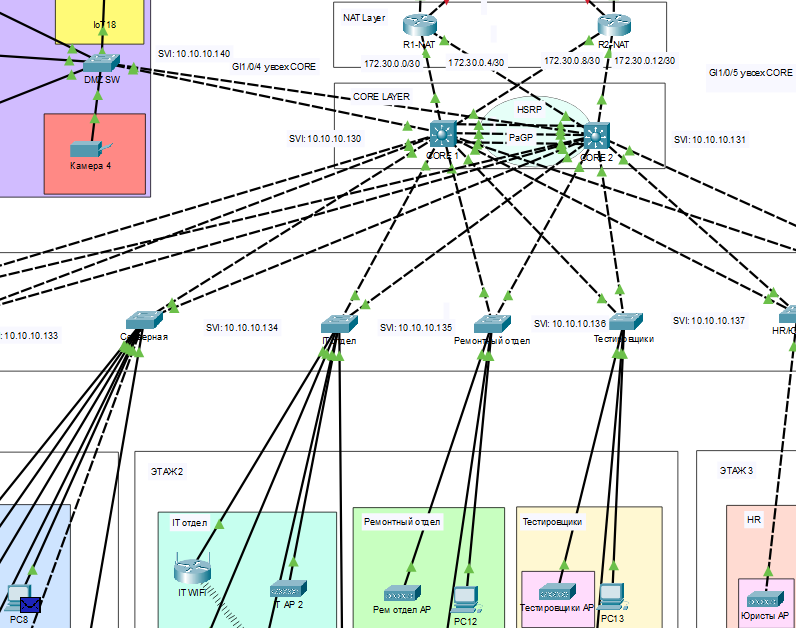 IoT 18
NAT Layer
SVI: 10.10.10.140
DMZ SW
R1-NAT
R2-NAT
GI1/0/4 у всех CORE
172.30.0.0/30
172.30.0.4/30
172.30.0.8/30
172.30.0.12/30
GI1/0/5 у всех CORE
CORE LAYER
HSRP
SVI: 10.10.10.130
PaGP
SVI: 10.10.10.131
CORE 1
CORE 2
Камера 4
: 10.10.10.133
Серверная
SVI: 10.10.10.134
IT отдел
SVI: 10.10.10.135
Ремонтный отдел
SVI: 10.10.10.136
Тестировщики
SVI: 10.10.10.137
HR/Ю
ЭТАЖ 2
ЭТАЖ 3
IT отдел
Ремонтный отдел
Тестировщики
HR
IT WIFI
IT AP 2
Рем отдел AP
PC12
Тестировщики AP
PC13
Юристы AP
PC8